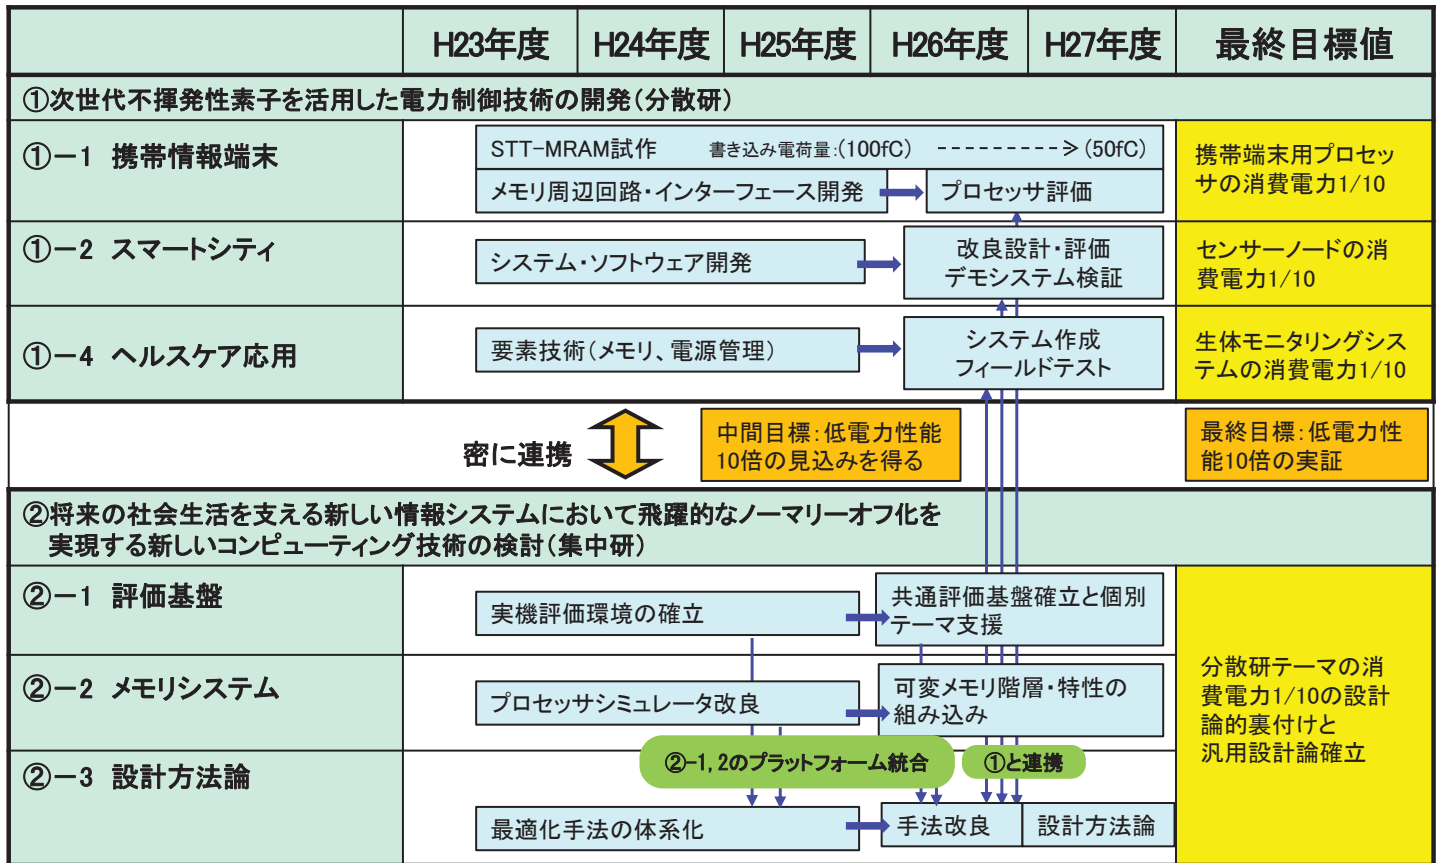 H23年度 H24年度 H25年度 H26年度 H27年度 最終目標値
①次世代不揮発性素子を活用した電力制御技術の開発(分散研)
①－1 携帯情報端末
STT-MRAM試作 書き込み電荷量:(100fC) --------＞(50fC)
メモリ周辺回路・インターフェース開発
プロセッサ評価
携帯端末用プロセッ
サの消費電力1/10
①－2 スマートシティ
システム・ソフトウェア開発
改良設計・評価
デモシステム検証
センサーノードの消
費電力1/10
①－4 ヘルスケア応用
要素技術(メモリ、電源管理)
システム作成
フィールドテスト
生体モニタリングシス
テムの消費電力1/10
密に連携
中間目標:低電力性能
10倍の見込みを得る
最終目標:低電力性
能10倍の実証
②将来の社会生活を支える新しい情報システムにおいて飛躍的なノーマリーオフ化を
実現する新しいコンピューティング技術の検討(集中研)
②－1 評価基盤
実機評価環境の確立
共通評価基盤確立と個別
テーマ支援
②－2 メモリシステム
プロセッサシミュレータ改良
可変メモリ階層・特性の
組み込み
分散研テーマの消
費電力1/10の設計
論的裏付けと
汎用設計論確立
②-1,2のプラットフォーム統合
①と連携
②－3 設計方法論
最適化手法の体系化
手法改良
設計方法論